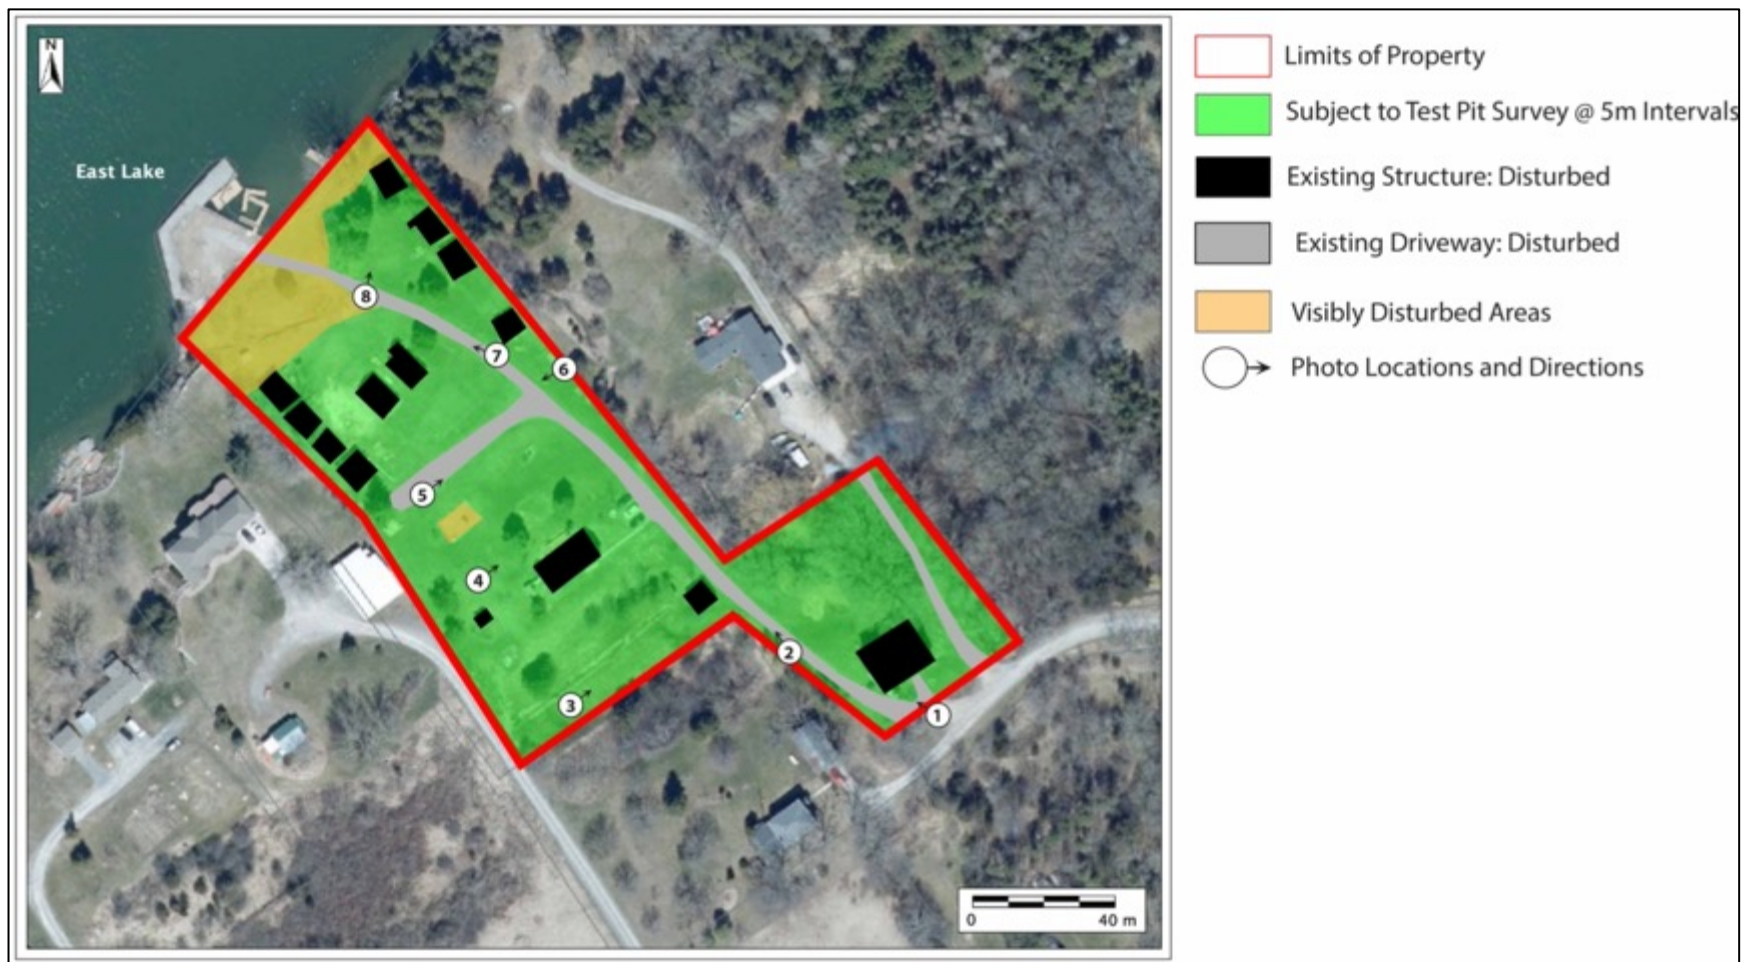 N
East Lake
8
7
6
5
4
2
3
1
0 40 m
Limits of Property
Subject to Test Pit Survey @ 5m Intervals
Existing Structure: Disturbed
Existing Driveway: Disturbed
Visibly Disturbed Areas
Photo Locations and Directions